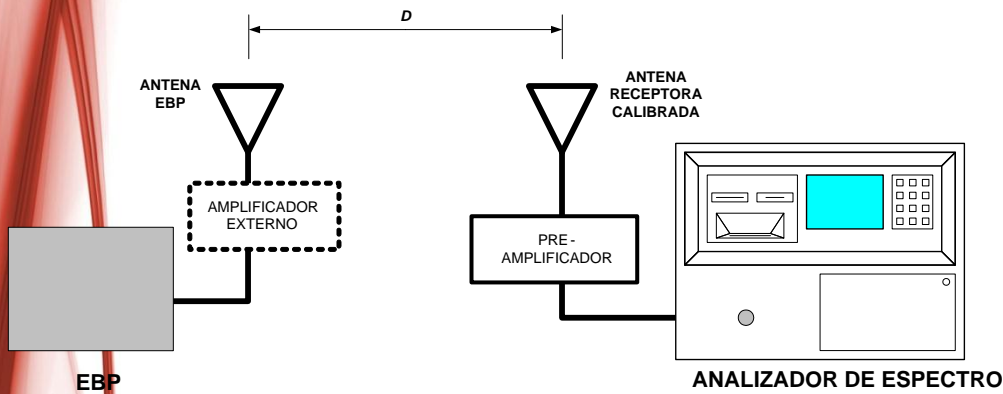 D
ANTENA
EBP
ANTENA
RECEPTORA
CALIBRADA
AMPLIFICADOR
EXTERNO
PRE-
AMPLIFICADOR
EBP
ANALIZADOR DE ESPECTRO